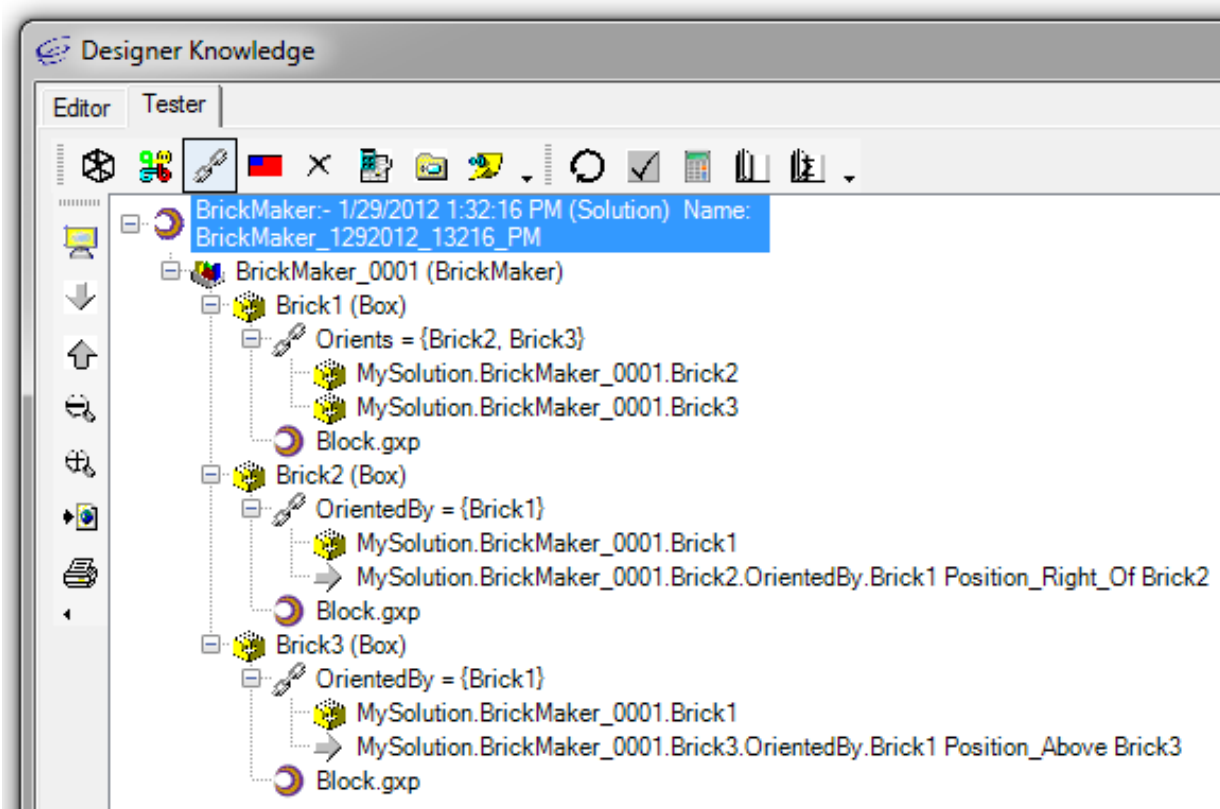 Designer Knowledge
Editor Tester
BrickMaker:- 1/29/2012 1:32:16 PM (Solution) Name:
BrickMaker_1292012_13216_PM
BrickMaker_0001 (BrickMaker)
Brick1 (Box)
Orients = {Brick2, Brick3}
MySolution.BrickMaker_0001.Brick2
MySolution.BrickMaker_0001.Brick3
Block.gxp
Brick2 (Box)
OrientedBy = {Brick1}
MySolution.BrickMaker_0001.Brick1
MySolution.BrickMaker_0001.Brick2.OrientedBy.Brick1 Position_Right_Of Brick2
Block.gxp
Brick3 (Box)
OrientedBy = {Brick1}
MySolution.BrickMaker_0001.Brick1
MySolution.BrickMaker_0001.Brick3.OrientedBy.Brick1 Position_Above Brick3
Block.gxp